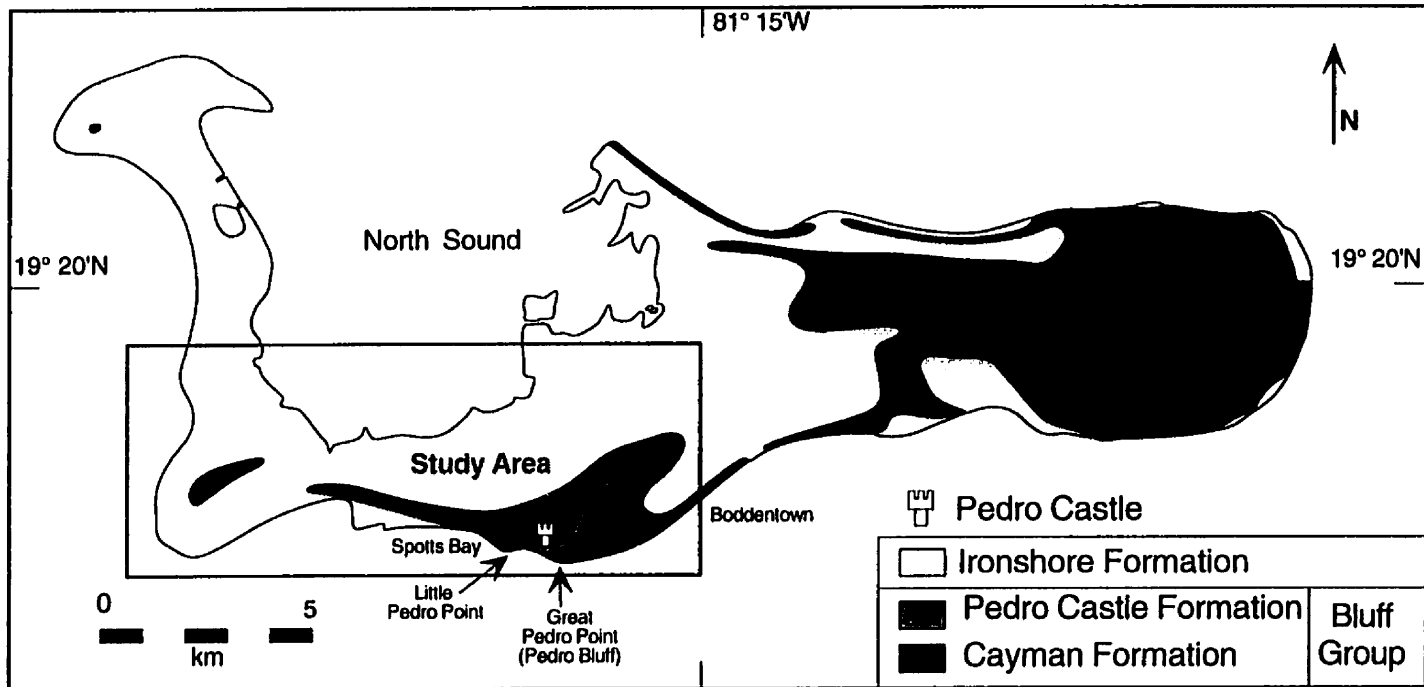 81° 15'W
N
North Sound
19° 20'N
19° 20'N
Study Area
Pedro Castle
Boddentown
Spotts Bay
Little
Pedro Point
Great
Pedro Point
(Pedro Bluff)
0 5
km
Ironshore Formation
Pedro Castle Formation
Cayman Formation
Bluff
Group